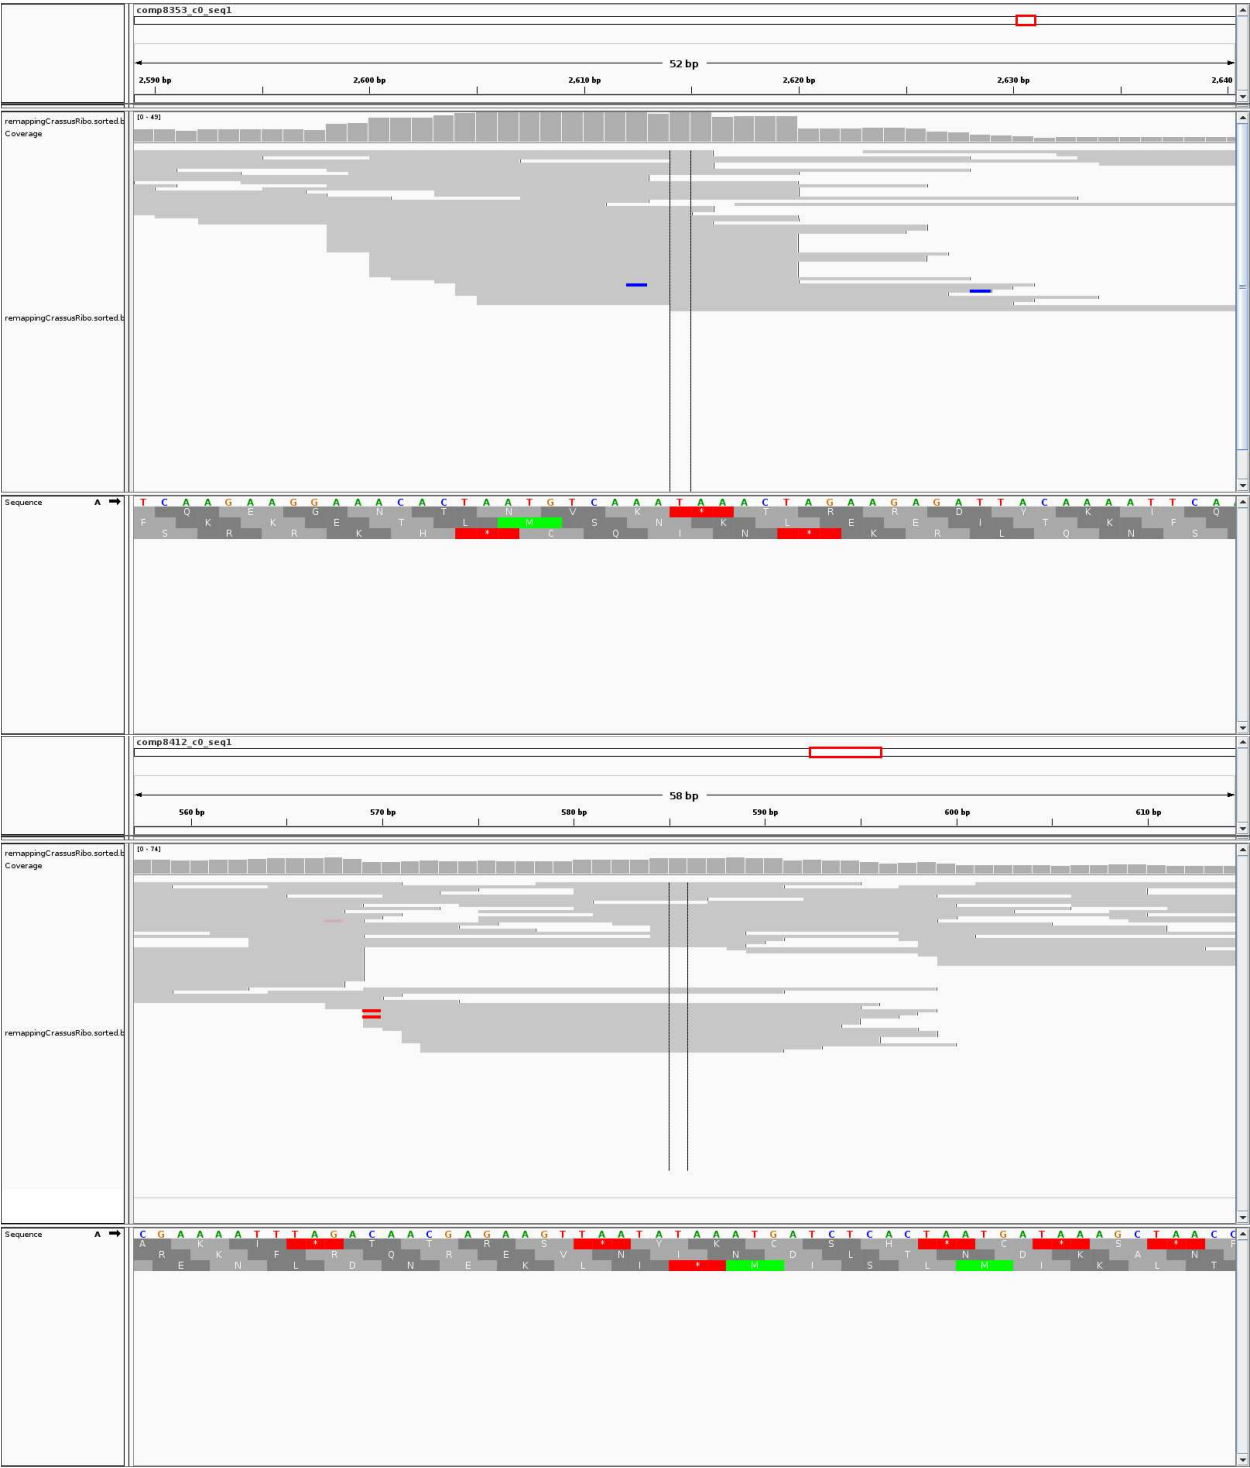 comp8353_c0_seq1
52 bp
2,590 bp 2,600 bp 2,610 bp 2,620 bp 2,630 bp 2,640
remappingCrassusRibo.sorted.b
Coverage
[0 - 49]
remappingCrassusRibo.sorted.b
Sequence A T C A A G A A G G A A A C A C T A A T G T C A A A T A A A C T A G A A G A G A T T A C A A A A T T C A
Q E G N T N V K * T R R D Y K I Q
F K K E T L M S N K L E E I T K F
S R R K H * C Q I N * K R L Q N S
comp8412_c0_seq1
58 bp
560 bp 570 bp 580 bp 590 bp 600 bp 610 bp
remappingCrassusRibo.sorted.b
Coverage
[0 - 74]
remappingCrassusRibo.sorted.b
Sequence A C G A A A A T T T A G A C A A C G A G A A G T T A A T A T A A A T G A T C T C A C T A A T G A T A A A G C T A A C C
A K I * T T R S * Y K C S H * C * S *
R K F R Q R E V N I N D L T N D K A N
E N L D N E K L I * M I S L M I K L T